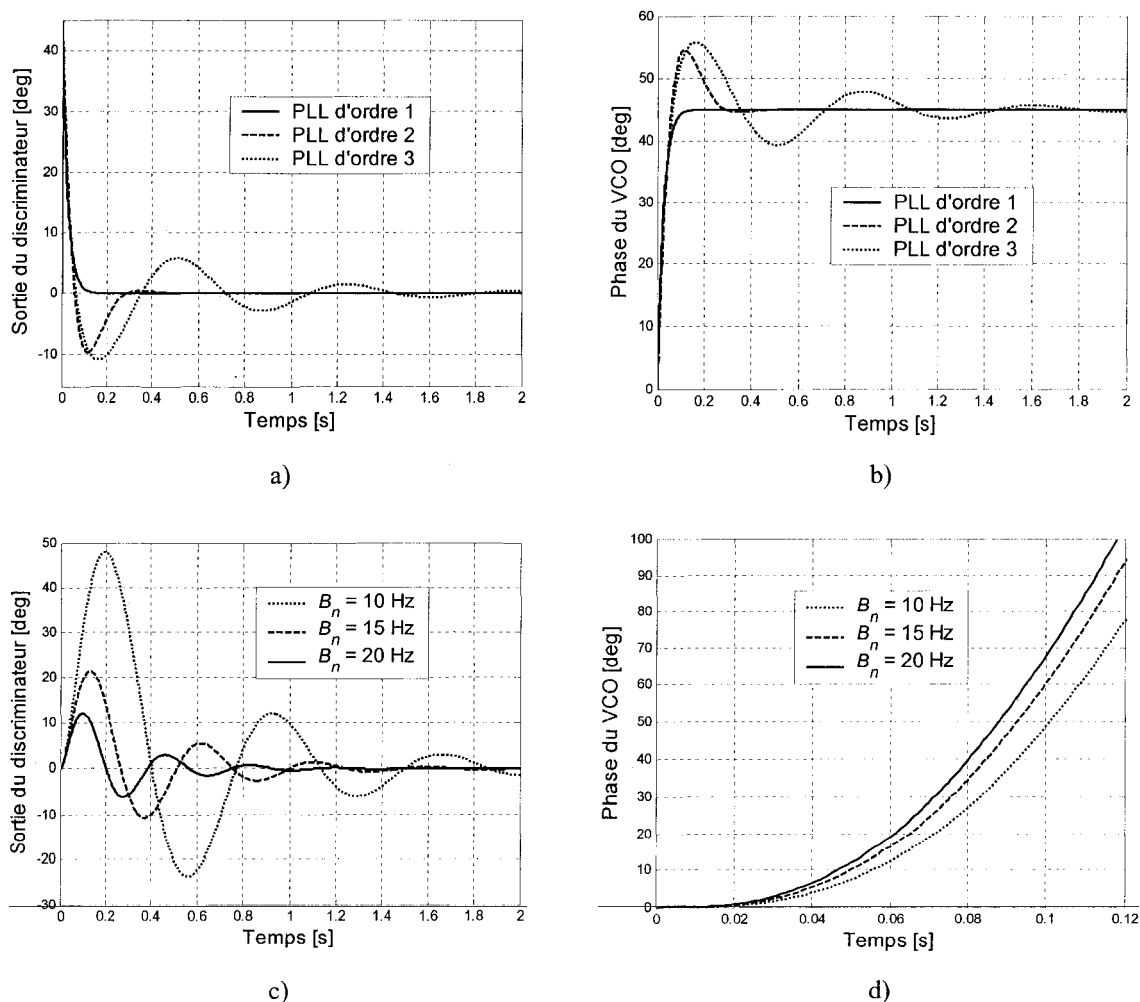 Sortie du discriminateur [deg]
40
30
20
10
0
-10
PLL d'ordre 1
PLL d'ordre 2
PLL d'ordre 3
0 0.2 0.4 0.6 0.8 1 1.2 1.4 1.6 1.8 2
Temps [s]
a)
Phase du VCO [deg]
60
50
40
30
20
10
0
PLL d'ordre 1
PLL d'ordre 2
PLL d'ordre 3
0 0.2 0.4 0.6 0.8 1 1.2 1.4 1.6 1.8 2
Temps [s]
b)
Sortie du discriminateur [deg]
50
40
30
20
10
0
-10
-20
-30
B_n = 10 Hz
B_n = 15 Hz
B_n = 20 Hz
0 0.2 0.4 0.6 0.8 1 1.2 1.4 1.6 1.8 2
Temps [s]
c)
Phase du VCO [deg]
100
90
80
70
60
50
40
30
20
10
0
B_n = 10 Hz
B_n = 15 Hz
B_n = 20 Hz
0 0.02 0.04 0.06 0.08 0.1 0.12
Temps [s]
d)